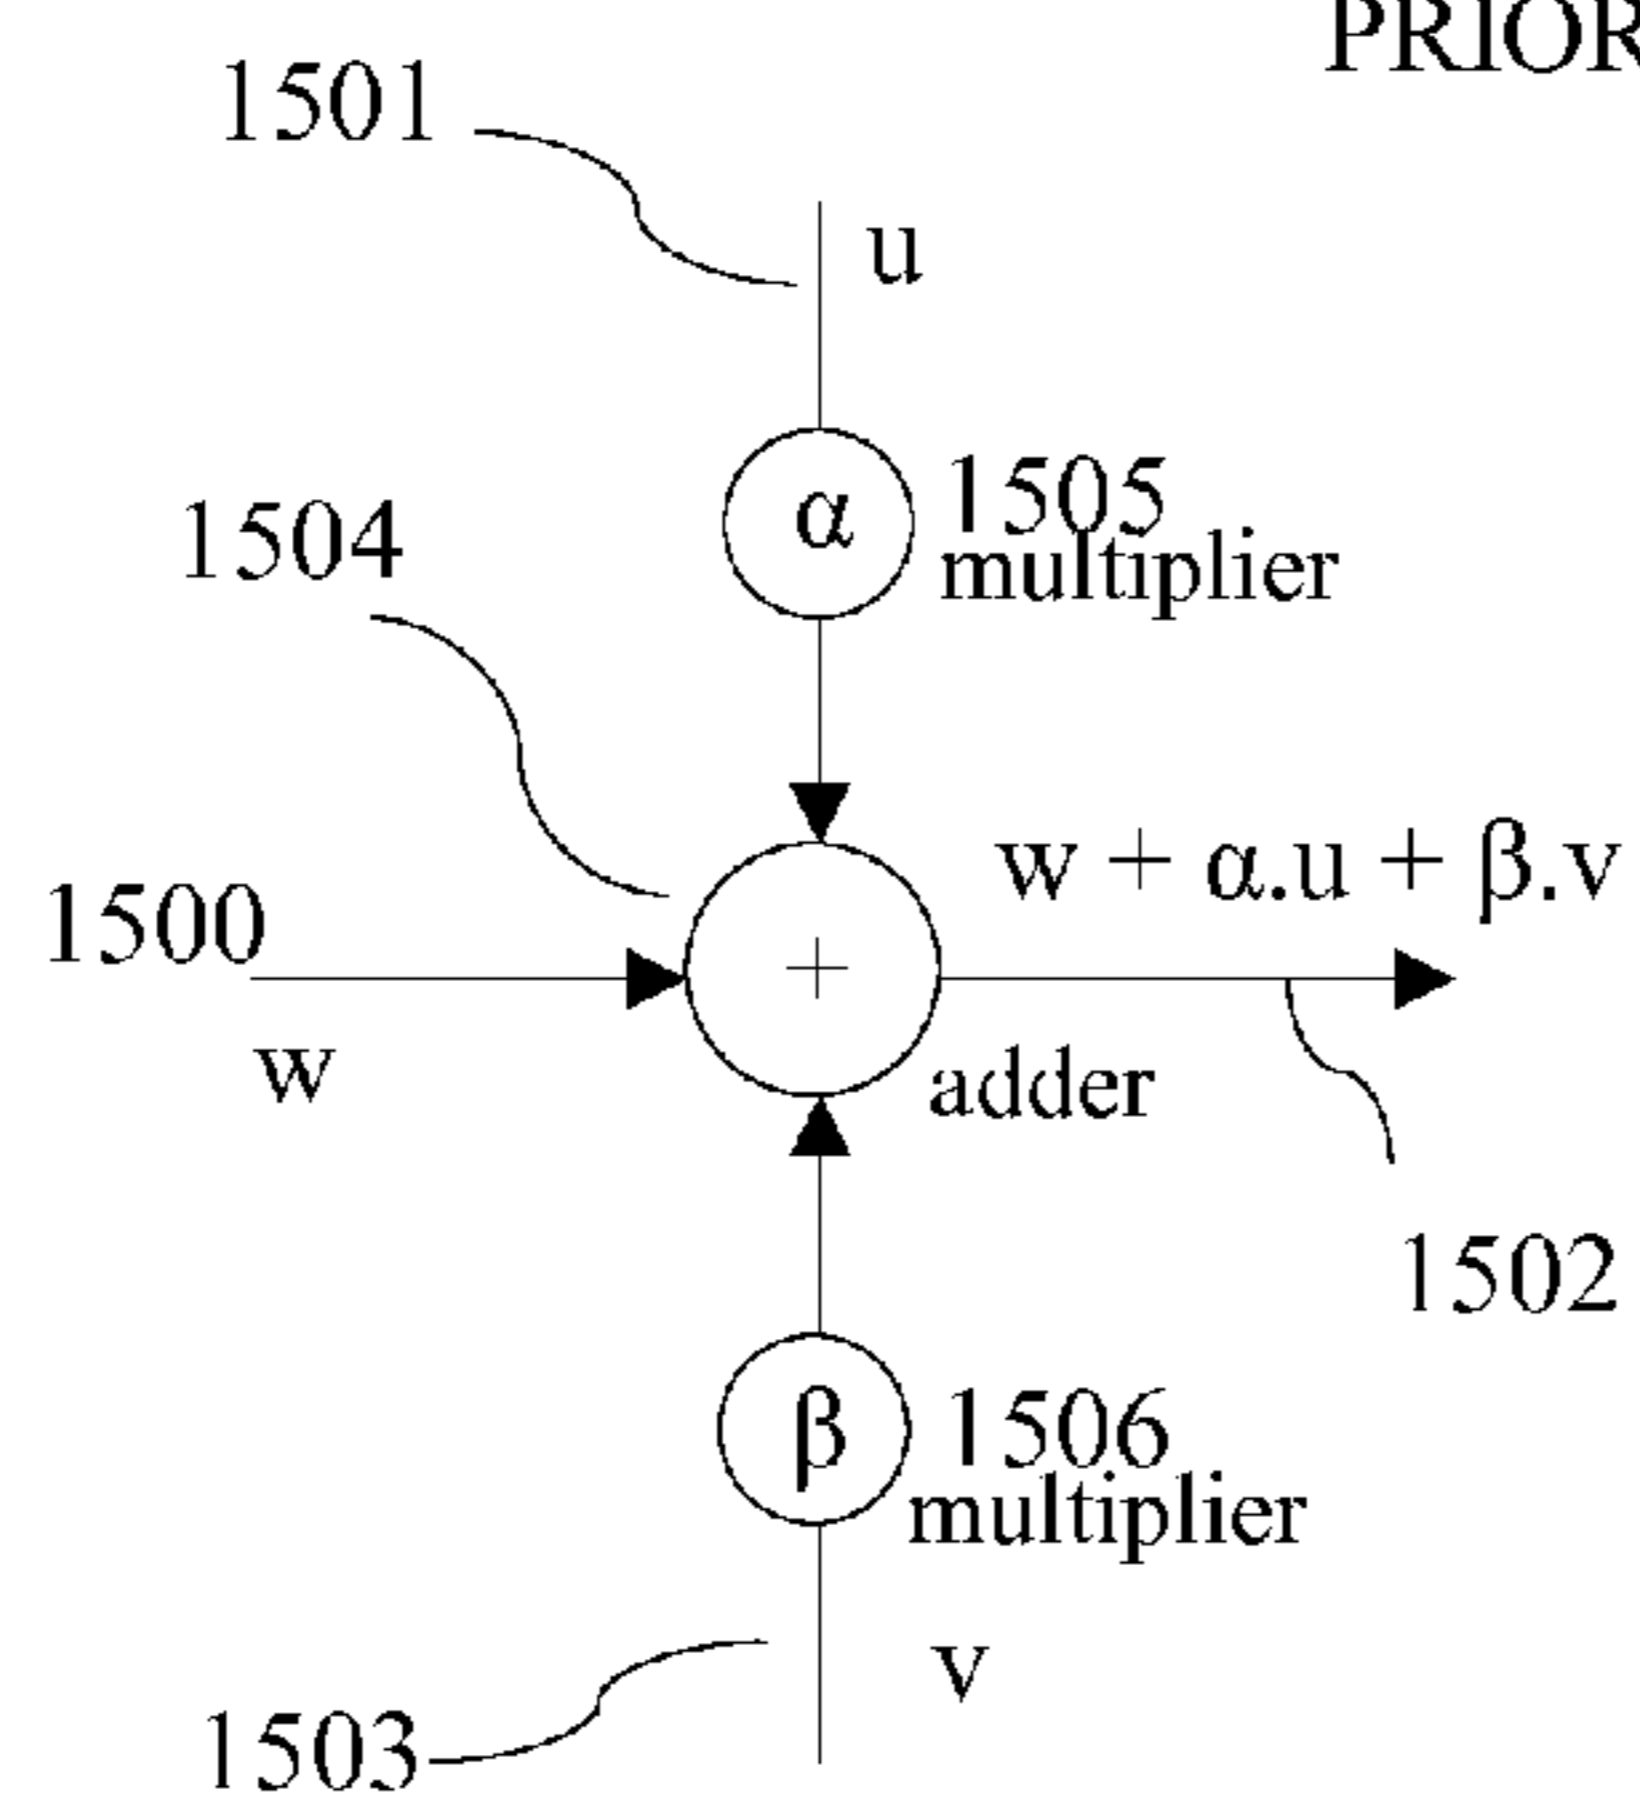 PRIOR
1501
u
α
1505
multiplier
1504
w + α.u + β.v
1500
+
w
adder
1502
β
1506
multiplier
v
1503